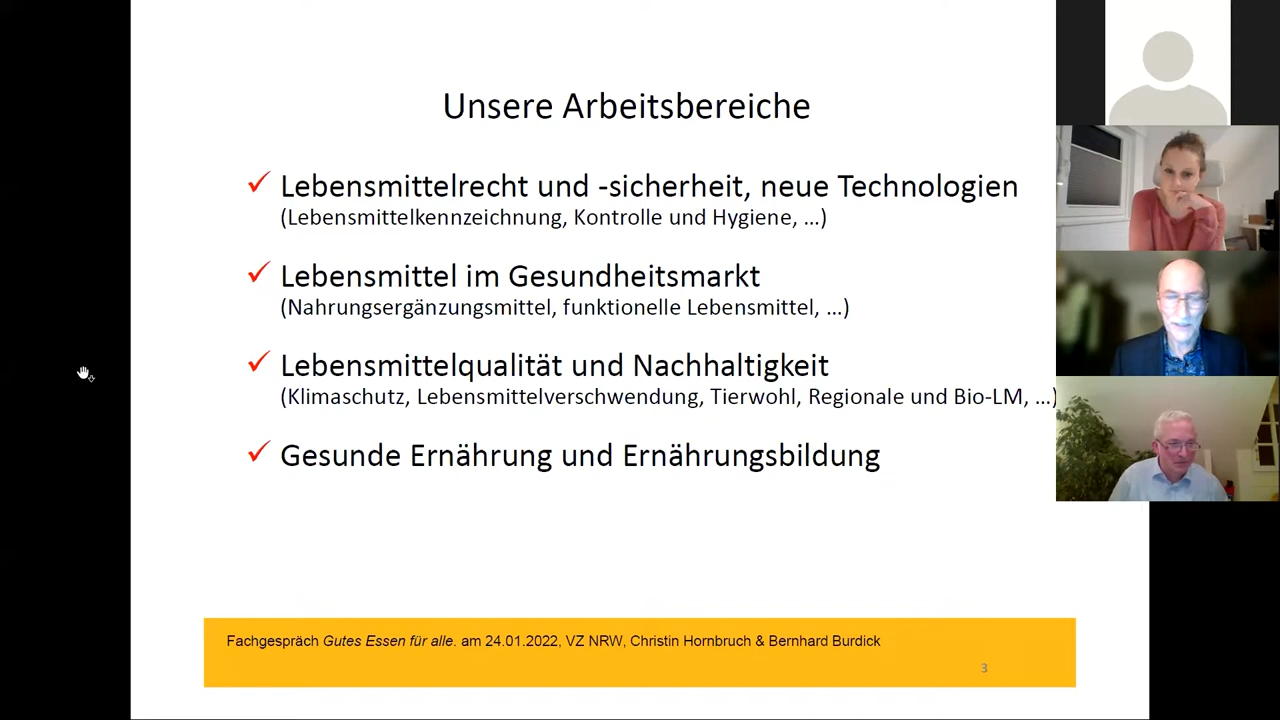 Unsere Arbeitsbereiche
✓ Lebensmittelrecht und -sicherheit, neue Technologien
(Lebensmittelkennzeichnung, Kontrolle und Hygiene, …)
✓ Lebensmittel im Gesundheitsmarkt
(Nahrungsergänzungsmittel, funktionelle Lebensmittel, …)
✓ Lebensmittelqualität und Nachhaltigkeit
(Klimaschutz, Lebensmittelverschwendung, Tierwohl, Regionale und Bio-LM, …)
✓ Gesunde Ernährung und Ernährungsbildung
Fachgespräch Gutes Essen für alle. am 24.01.2022, VZ NRW, Christin Hornbruch & Bernhard Burdick
3